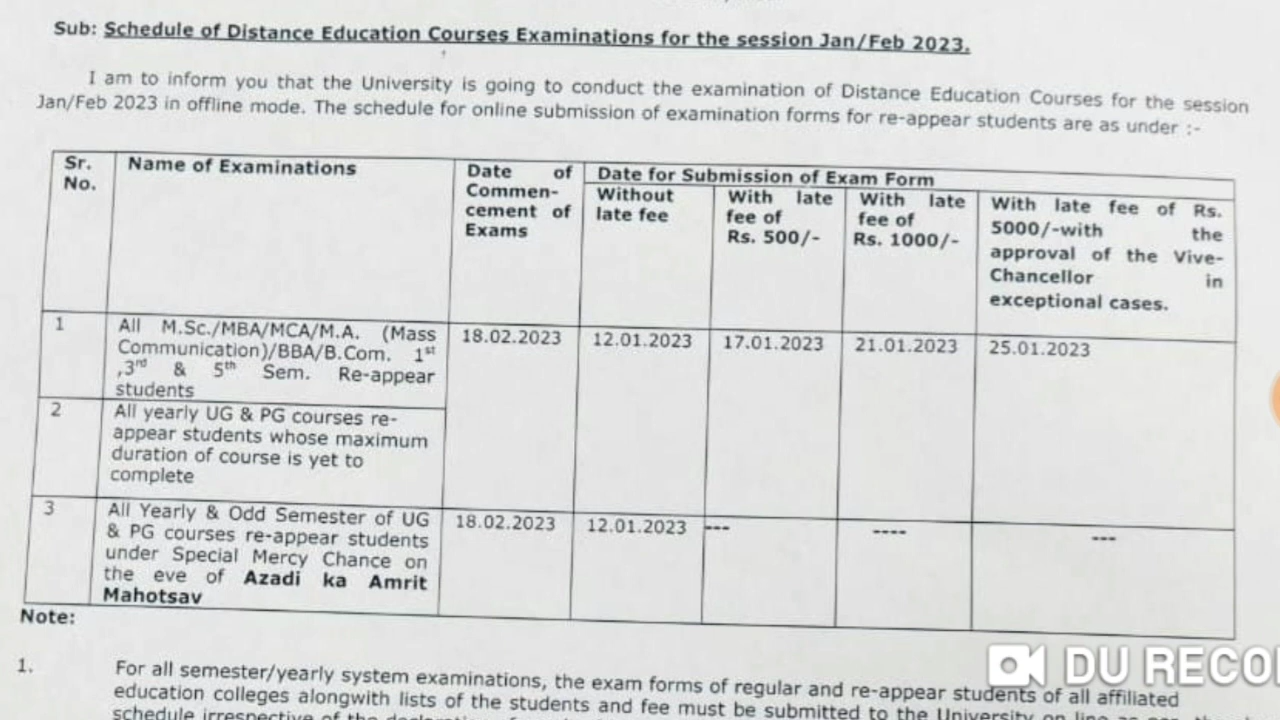 Sub: Schedule of Distance Education Courses Examinations for the session Jan/Feb 2023.
I am to inform you that the University is going to conduct the examination of Distance Education Courses for the session
Jan/Feb 2023 in offline mode. The schedule for online submission of examination forms for re-appear students are as under :-
Sr. No.
Name of Examinations
Date of
Commen-
cement of
Exams
Date for Submission of Exam Form
Without
late fee
With late
fee of
Rs. 500/-
With late
fee of
Rs. 1000/-
With late fee of Rs.
5000/-with the
approval of the Vive-
Chancellor in
exceptional cases.
1
All M.Sc./MBA/MCA/M.A. (Mass
Communication)/BBA/B.Com. 1st
,3rd & 5th Sem. Re-appear
students
18.02.2023
12.01.2023
17.01.2023
21.01.2023
25.01.2023
2
All yearly UG & PG courses re-
appear students whose maximum
duration of course is yet to
complete
3
All Yearly & Odd Semester of UG
& PG courses re-appear students
under Special Mercy Chance on
the eve of Azadi ka Amrit
Mahotsav
18.02.2023
12.01.2023
---
----
---
Note:
1.
For all semester/yearly system examinations, the exam forms of regular and re-appear students of all affiliated
education colleges alongwith lists of the students and fee must be submitted to the University on line as per
schedule irrespective of the
DU RECO